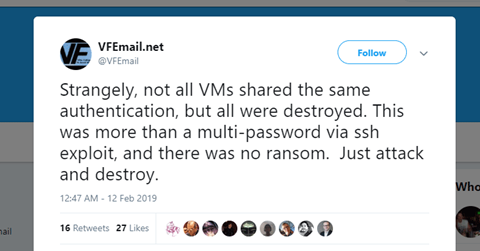 VFEmail.net
@VFEmail
Follow
Strangely, not all VMs shared the same
authentication, but all were destroyed. This
was more than a multi-password via ssh
exploit, and there was no ransom.  Just attack
and destroy.
12:47 AM - 12 Feb 2019
16 Retweets 27 Likes
Who